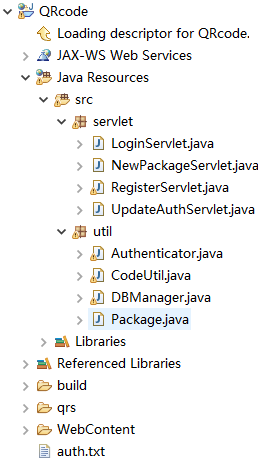 QRcode
Loading descriptor for QRcode.
JAX-WS Web Services
Java Resources
src
servlet
LoginServlet.java
NewPackageServlet.java
RegisterServlet.java
UpdateAuthServlet.java
util
Authenticator.java
CodeUtil.java
DBManager.java
Package.java
Libraries
Referenced Libraries
build
qrs
WebContent
auth.txt